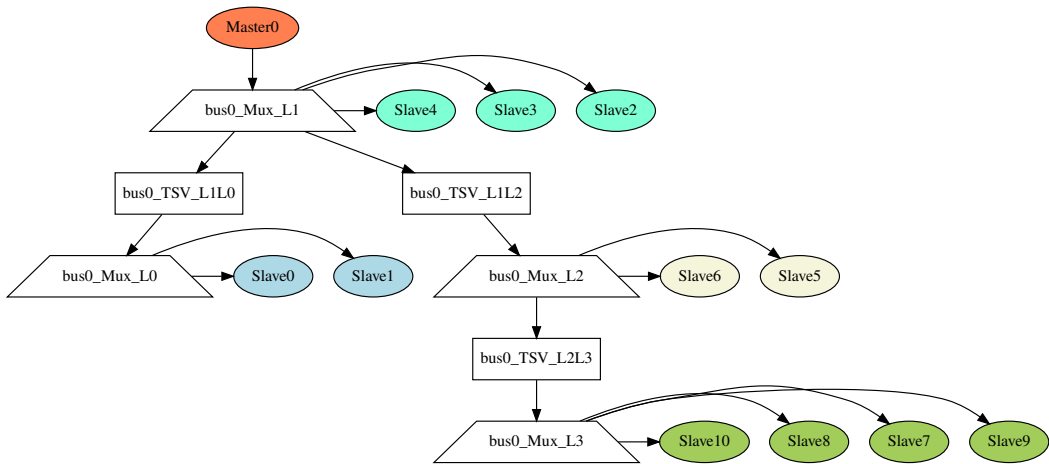 Master0
bus0_Mux_L1
Slave4
Slave3
Slave2
bus0_TSV_L1L0
bus0_TSV_L1L2
bus0_Mux_L0
Slave0
Slave1
bus0_Mux_L2
Slave6
Slave5
bus0_TSV_L2L3
bus0_Mux_L3
Slave10
Slave8
Slave7
Slave9